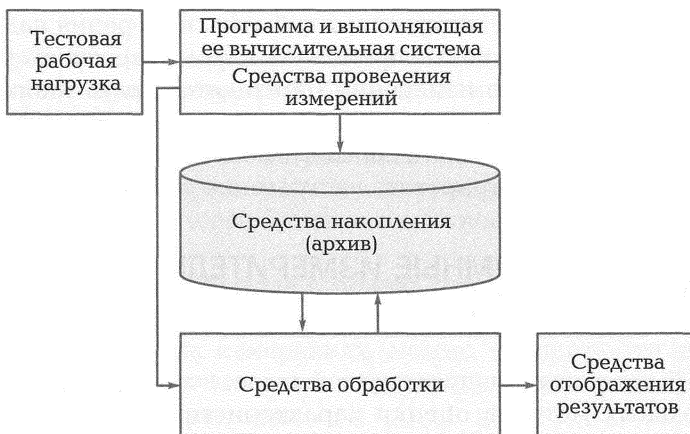 Тестовая
рабочая
нагрузка
Программа и выполняющая
ее вычислительная система
Средства проведения
измерений
Средства накопления
(архив)
Средства обработки
Средства
отображения
результатов